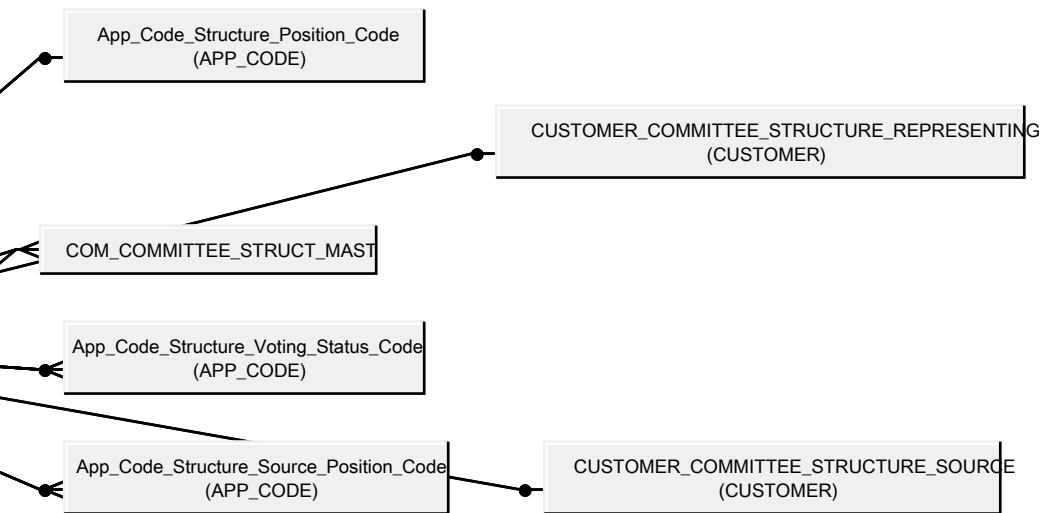 App_Code_Structure_Position_Code
(APP_CODE)
CUSTOMER_COMMITTEE_STRUCTURE_REPRESENTING
(CUSTOMER)
COM_COMMITTEE_STRUCT_MAST
App_Code_Structure_Voting_Status_Code
(APP_CODE)
App_Code_Structure_Source_Position_Code
(APP_CODE)
CUSTOMER_COMMITTEE_STRUCTURE_SOURCE
(CUSTOMER)